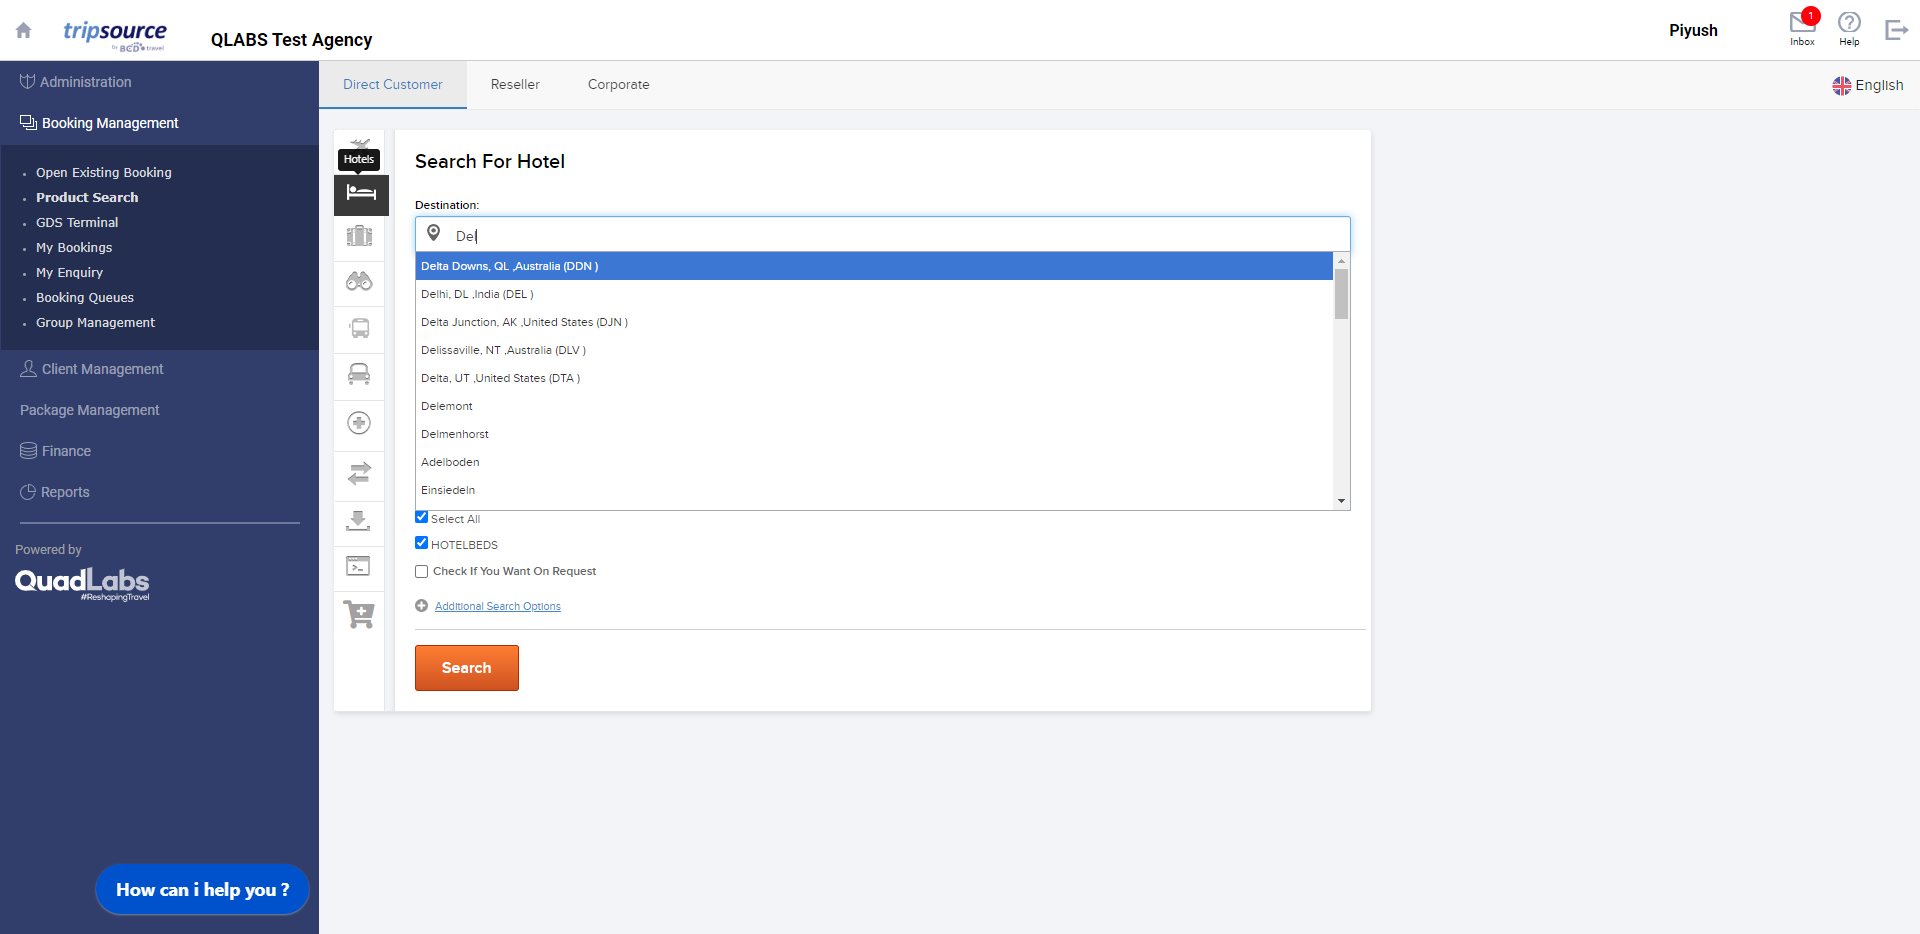 tripsource
by BCD travel
QLABS Test Agency
Piyush
1
Inbox
Help
Administration
Booking Management
Open Existing Booking
Product Search
GDS Terminal
My Bookings
My Enquiry
Booking Queues
Group Management
Client Management
Package Management
Finance
Reports
Powered by
QuadLabs
#ReshapingTravel
How can i help you ?
Direct Customer
Reseller
Corporate
English
Hotels
Search For Hotel
Destination:
Del
Delta Downs, QL ,Australia (DDN )
Delhi, DL ,India (DEL )
Delta Junction, AK ,United States (DJN )
Delissaville, NT ,Australia (DLV )
Delta, UT ,United States (DTA )
Delemont
Delmenhorst
Adelboden
Einsiedeln
Select All
HOTELBEDS
Check If You Want On Request
Additional Search Options
Search